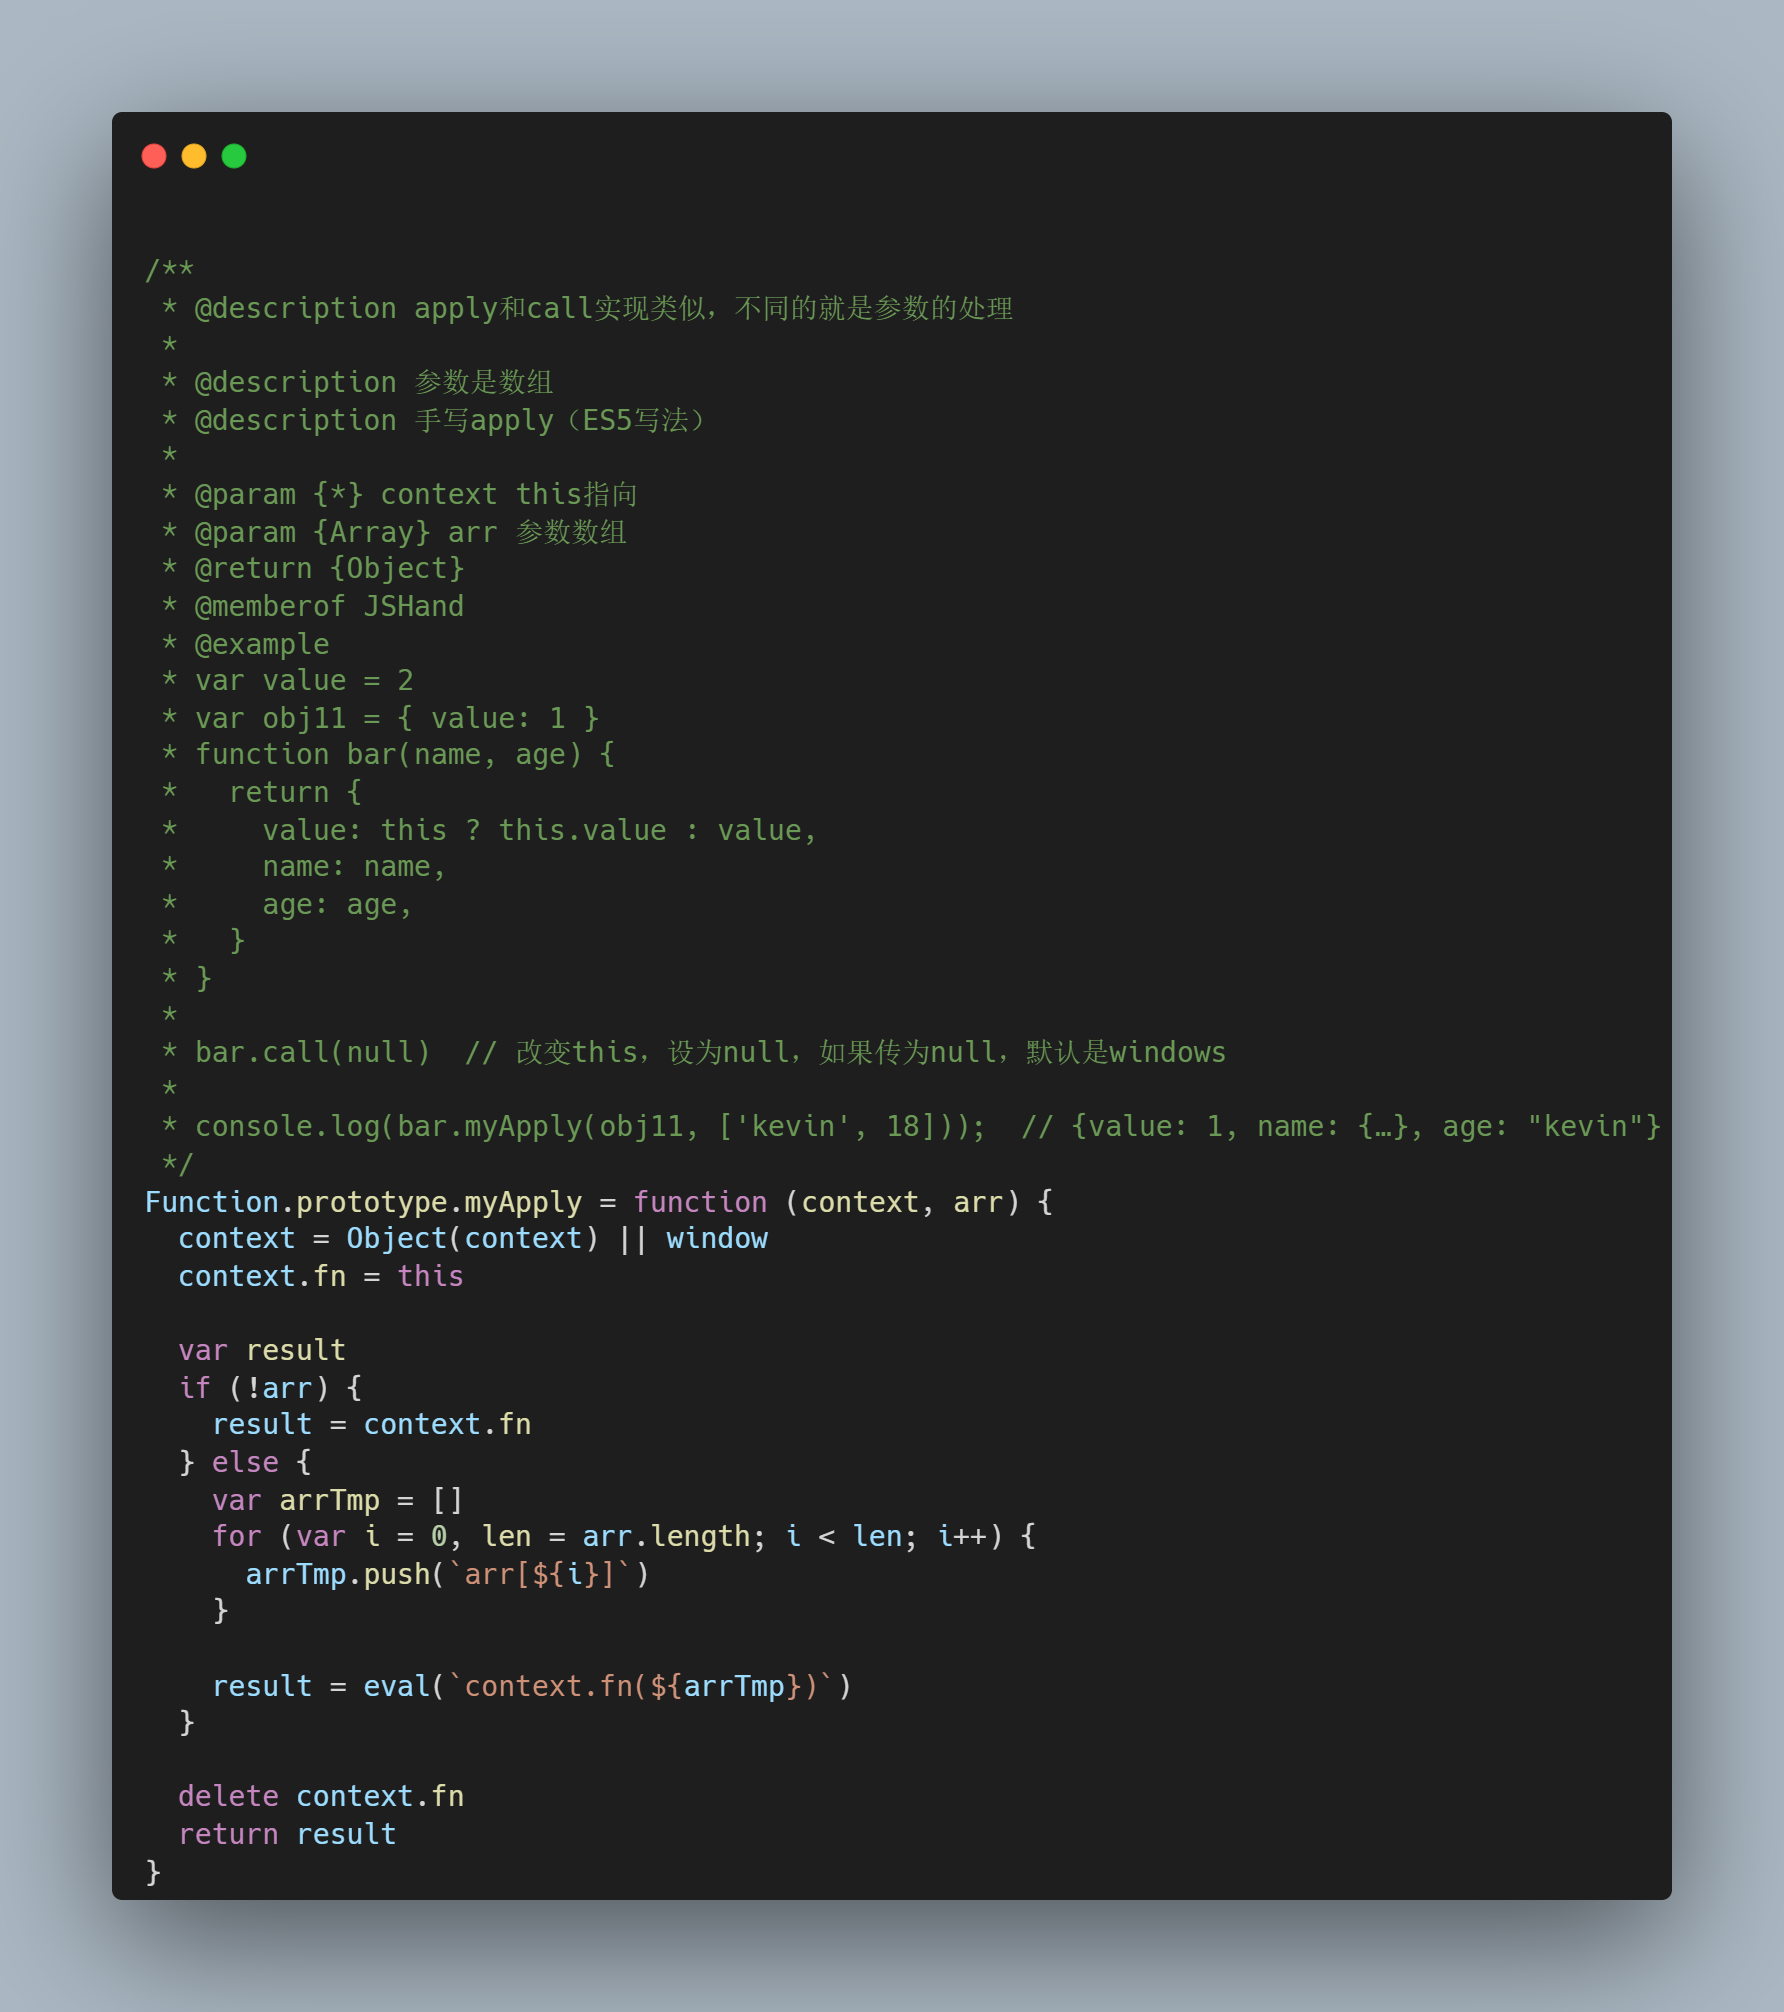 /**
 * @description apply和call实现类似，不同的就是参数的处理
 *
 * @description 参数是数组
 * @description 手写apply（ES5写法）
 *
 * @param {*} context this指向
 * @param {Array} arr 参数数组
 * @return {Object}
 * @memberof JSHand
 * @example
 * var value = 2
 * var obj11 = { value: 1 }
 * function bar(name, age) {
 *   return {
 *     value: this ? this.value : value,
 *     name: name,
 *     age: age,
 *   }
 * }
 *
 * bar.call(null)  // 改变this，设为null，如果传为null，默认是windows
 *
 * console.log(bar.myApply(obj11, ['kevin', 18]));  // {value: 1, name: {…}, age: "kevin"}
 */
Function.prototype.myApply = function (context, arr) {
  context = Object(context) || window
  context.fn = this

  var result
  if (!arr) {
    result = context.fn
  } else {
    var arrTmp = []
    for (var i = 0, len = arr.length; i < len; i++) {
      arrTmp.push(`arr[${i}]`)
    }

    result = eval(`context.fn(${arrTmp})`)
  }

  delete context.fn
  return result
}